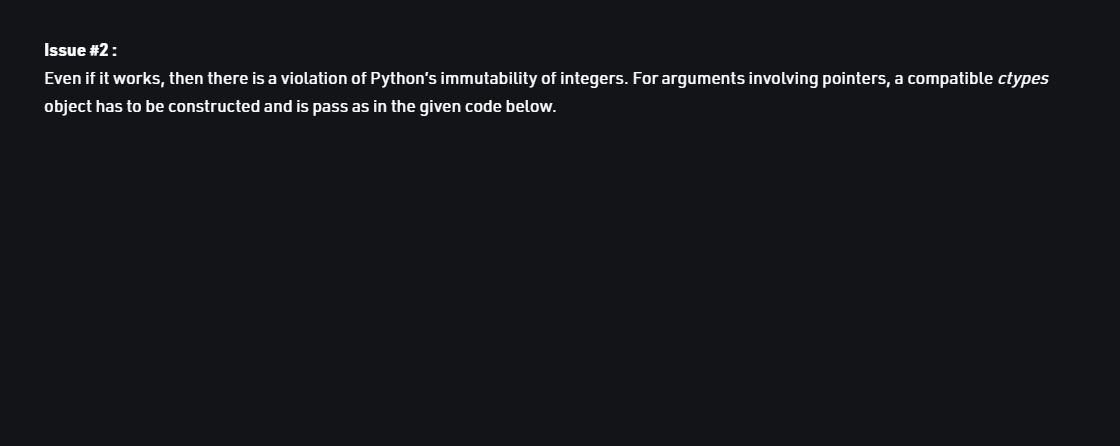 Issue #2 :
Even if it works, then there is a violation of Python’s immutability of integers. For arguments involving pointers, a compatible ctypes
object has to be constructed and is pass as in the given code below.